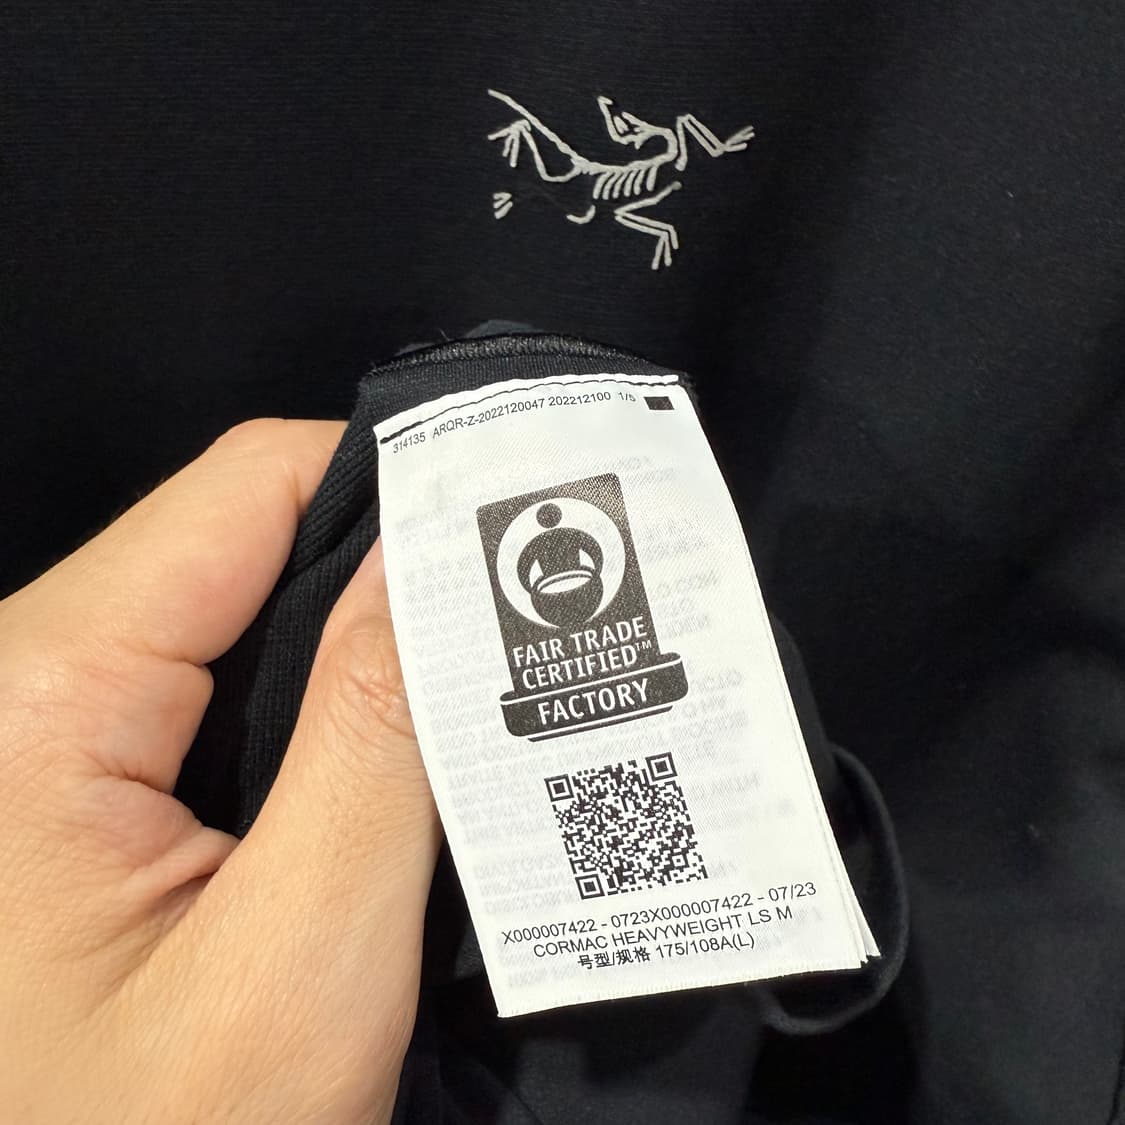 314135 ARQR-Z-2022120047 202212100 1/5
FAIR TRADE
CERTIFIED™
FACTORY
X000007422 - 0723X000007422 - 07/23
CORMAC HEAVYWEIGHT LS M
号型/规格 175/108A(L)